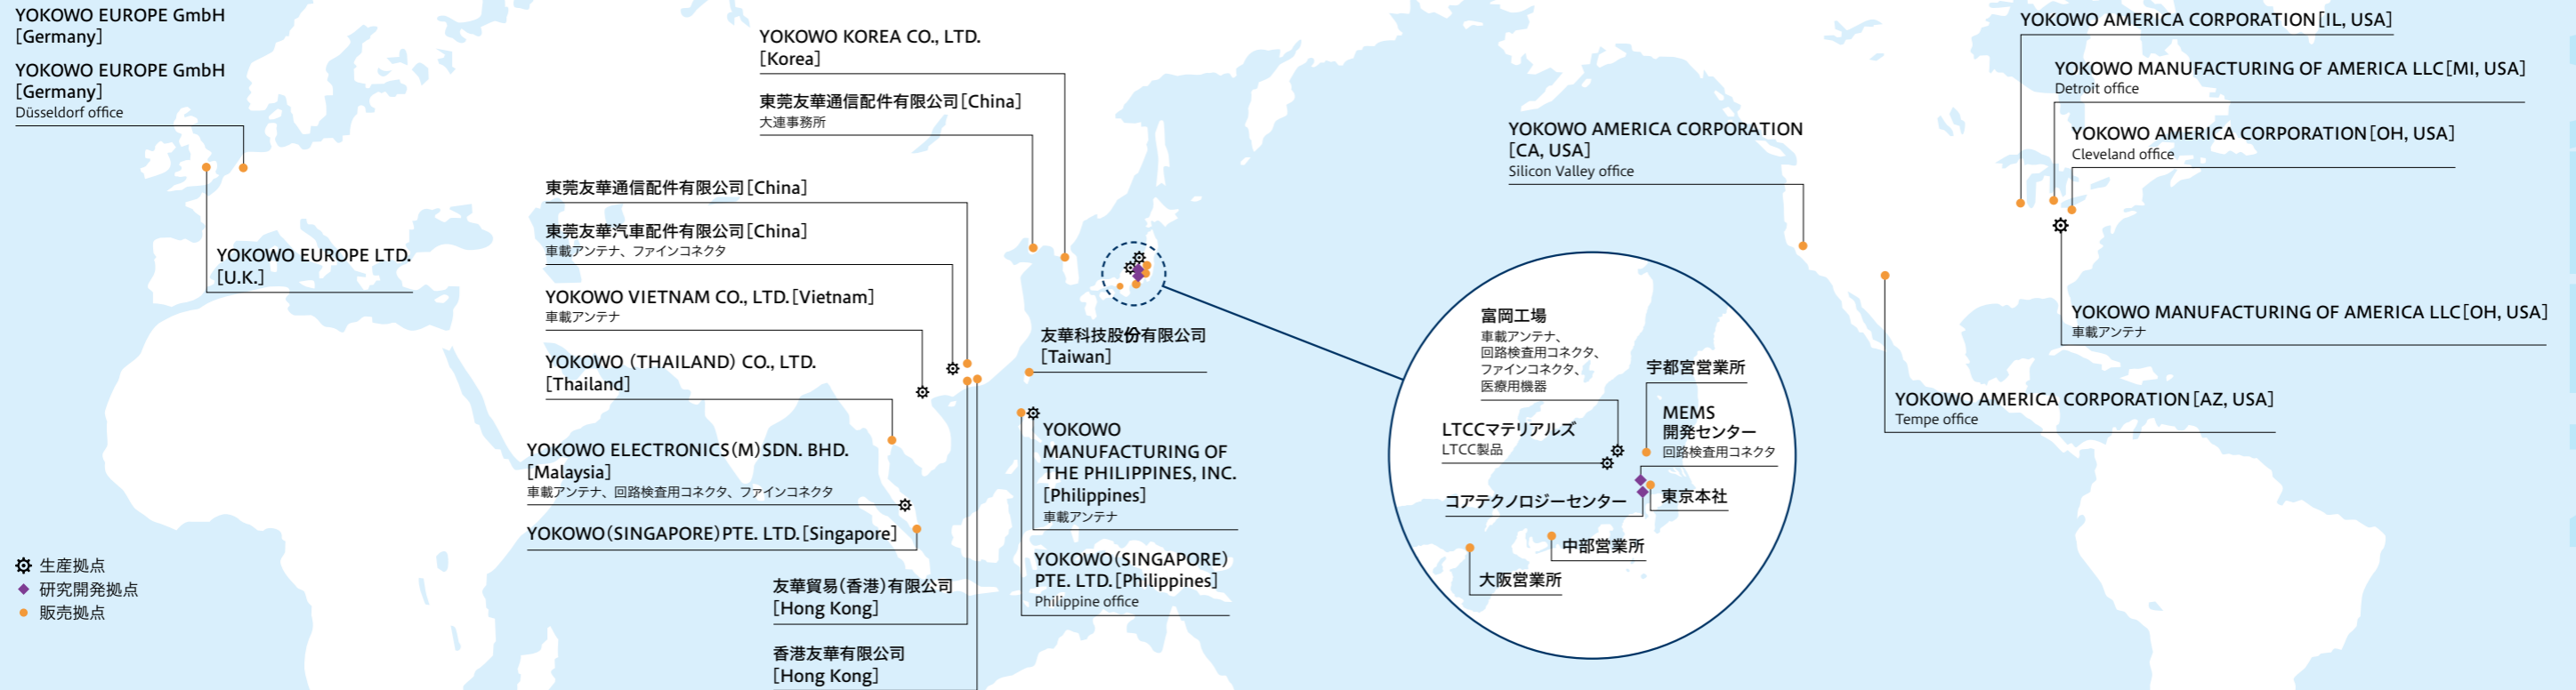 YOKOWO EUROPE GmbH
[Germany]
YOKOWO EUROPE GmbH
[Germany]
Düsseldorf office
YOKOWO EUROPE LTD.
[U.K.]
YOKOWO KOREA CO., LTD.
[Korea]
東莞友華通信配件有限公司[China]
大連事務所
東莞友華通信配件有限公司[China]
東莞友華汽車配件有限公司[China]
車載アンテナ、ファインコネクタ
YOKOWO VIETNAM CO., LTD.[Vietnam]
車載アンテナ
YOKOWO (THAILAND) CO., LTD.
[Thailand]
YOKOWO ELECTRONICS(M)SDN. BHD.
[Malaysia]
車載アンテナ、回路検査用コネクタ、ファインコネクタ
YOKOWO(SINGAPORE)PTE. LTD.[Singapore]
友華貿易(香港)有限公司
[Hong Kong]
香港友華有限公司
[Hong Kong]
友華科技股份有限公司
[Taiwan]
YOKOWO
MANUFACTURING OF
THE PHILIPPINES, INC.
[Philippines]
車載アンテナ
YOKOWO(SINGAPORE)
PTE. LTD.[Philippines]
Philippine office
富岡工場
車載アンテナ、
回路検査用コネクタ、
ファインコネクタ、
医療用機器
LTCCマテリアルズ
LTCC製品
宇都宮営業所
MEMS
開発センター
回路検査用コネクタ
コアテクノロジーセンター
東京本社
中部営業所
大阪営業所
YOKOWO AMERICA CORPORATION
[CA, USA]
Silicon Valley office
YOKOWO AMERICA CORPORATION[IL, USA]
YOKOWO MANUFACTURING OF AMERICA LLC[MI, USA]
Detroit office
YOKOWO AMERICA CORPORATION[OH, USA]
Cleveland office
YOKOWO MANUFACTURING OF AMERICA LLC[OH, USA]
車載アンテナ
YOKOWO AMERICA CORPORATION[AZ, USA]
Tempe office
生産拠点
研究開発拠点
販売拠点